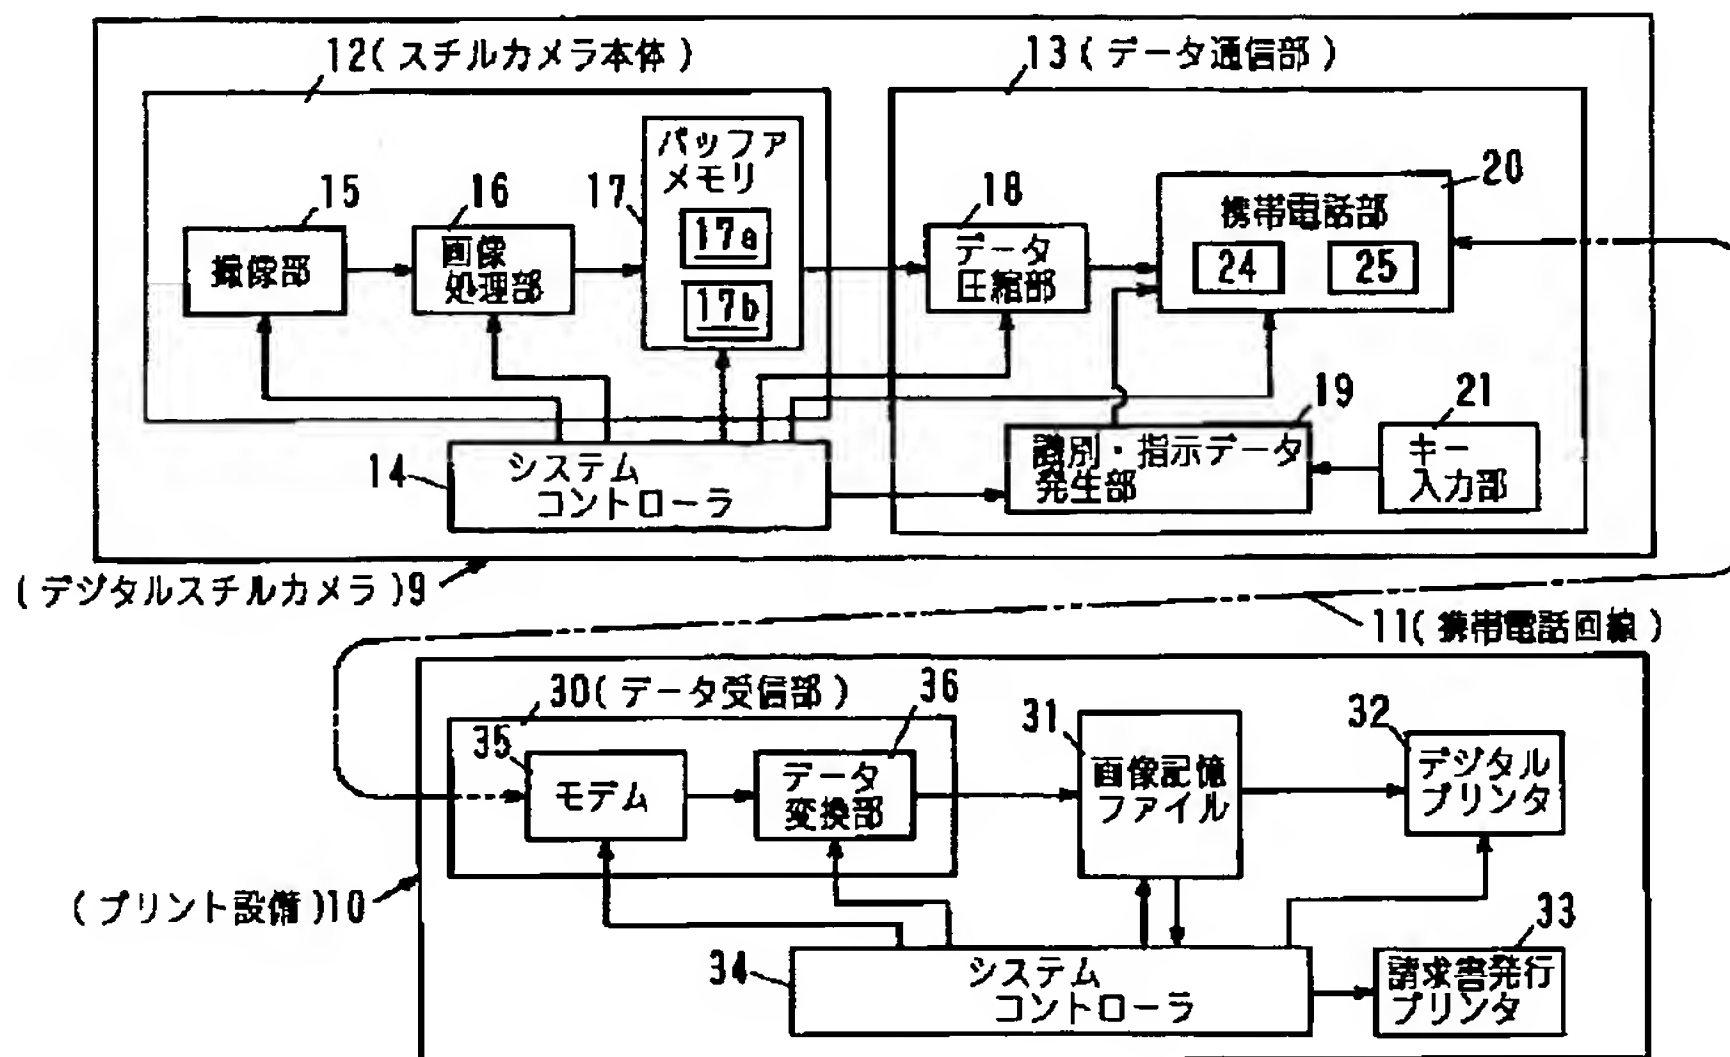 12(スチルカメラ本体)
13(データ通信部)
バッファ
メモリ
17
17a
17b
15
撮像部
16
画像
処理部
18
データ
圧縮部
20
携帯電話部
24
25
19
識別・指示データ
発生部
21
キー
入力部
14
システム
コントローラ
(デジタルスチルカメラ)9
11(携帯電話回線)
30(データ受信部)
35
モデム
36
データ
変換部
31
画像記憶
ファイル
32
デジタル
プリンタ
(プリント設備)10
34
システム
コントローラ
33
請求書発行
プリンタ